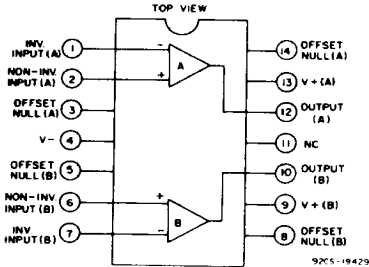 TOP VIEW
INV. INPUT (A) 1
NON-INV. INPUT (A) 2
OFFSET NULL (A) 3
V- 4
OFFSET NULL (B) 5
NON-INV. INPUT (B) 6
INV. INPUT (B) 7
- A +
+ B -
14 OFFSET NULL (A)
13 V+ (A)
12 OUTPUT (A)
11 NC
10 OUTPUT (B)
9 V+ (B)
8 OFFSET NULL (B)
92CS-19429